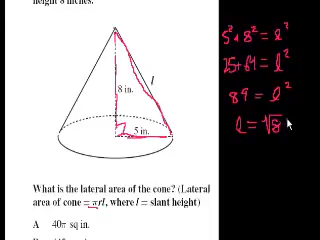 height 8 inches.
5² + 8² = l²
25+64 = l²
89 = l²
l = √8
l
8 in.
5 in.
What is the lateral area of the cone? (Lateral
area of cone = πrl, where l = slant height)
A 40π sq in.